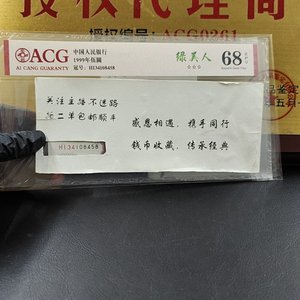 授权代理商
授权编号: ACG0261
ACG
AI CANG GUARANTY
中国人民银行
1999年伍圆
冠号: H134108458
绿美人
68
关注主播不迷路
第二单包邮顺丰
感恩相遇, 携手同行
钱币收藏, 传承经典
H134108458